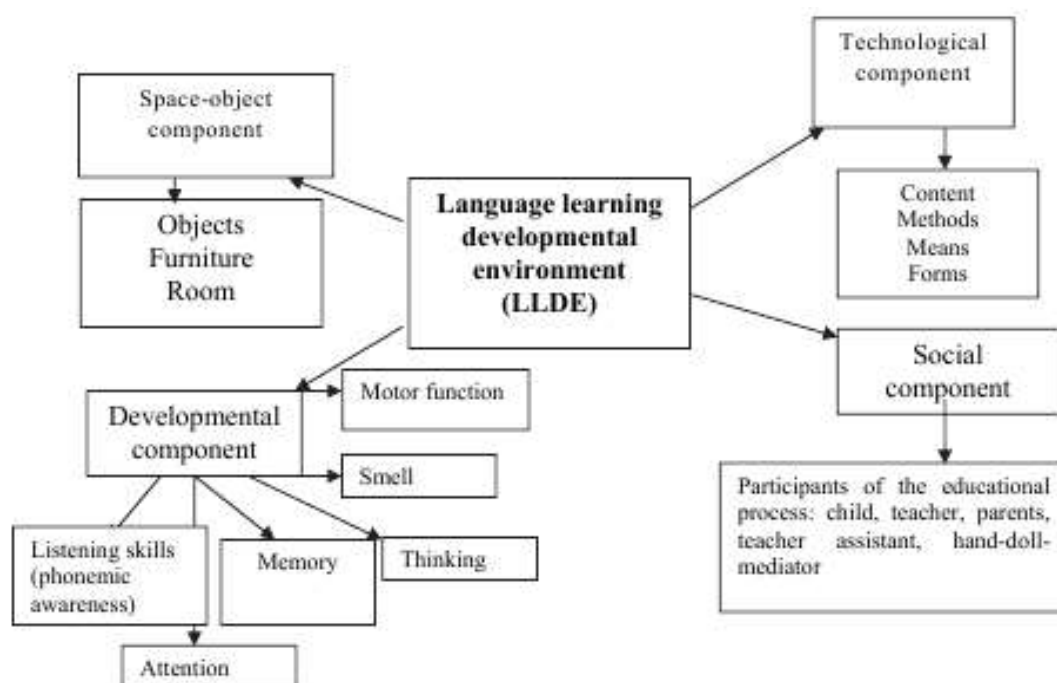 Technological
component
Space-object
component
Content
Methods
Means
Forms
Language learning
developmental
environment
(LLDE)
Objects
Furniture
Room
Social
component
Motor function
Developmental
component
Smell
Participants of the educational
process: child, teacher, parents,
teacher assistant, hand-doll-
mediator
Listening skills
(phonemic
awareness)
Memory
Thinking
Attention